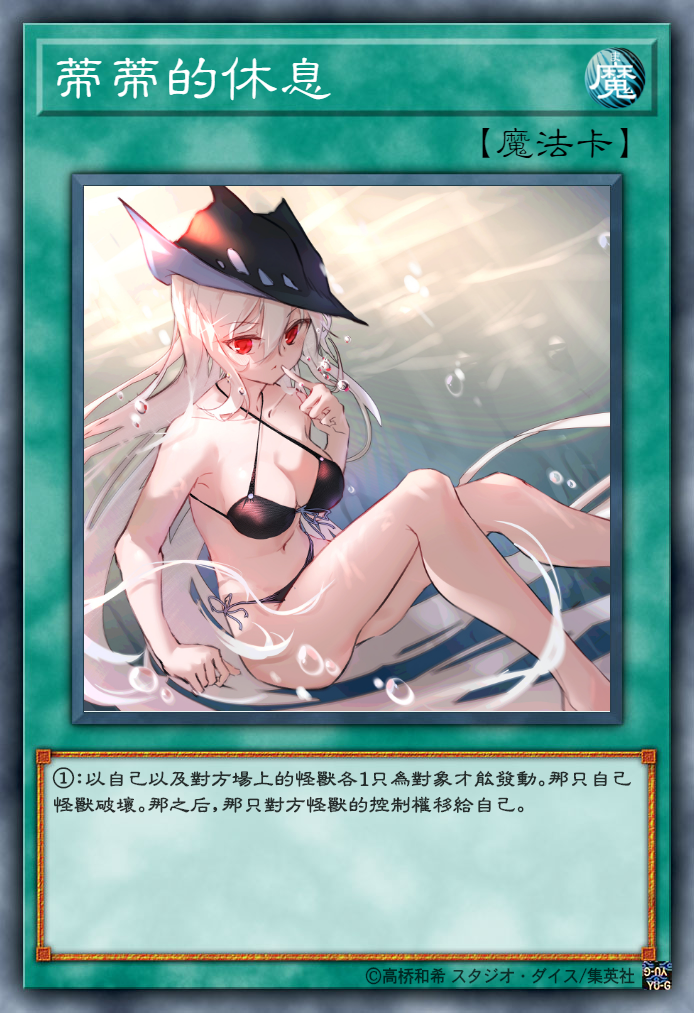 蒂蒂的休息
魔
【魔法卡】
①:以自己以及對方場上的怪獸各1只為對象才能發動。那只自己
怪獸破壞。那之后,那只對方怪獸的控制權移給自己。
©高桥和希 スタジオ・ダイス/集英社